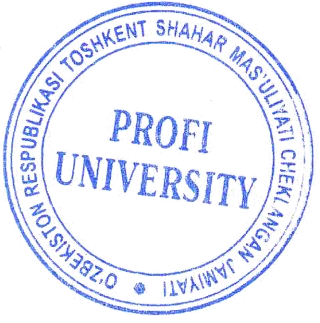 O'ZBEKISTON RESPUBLIKASI TOSHKENT SHAHAR MAS'ULIYATI CHEKLANGAN JAMIYATI
PROFI
UNIVERSITY